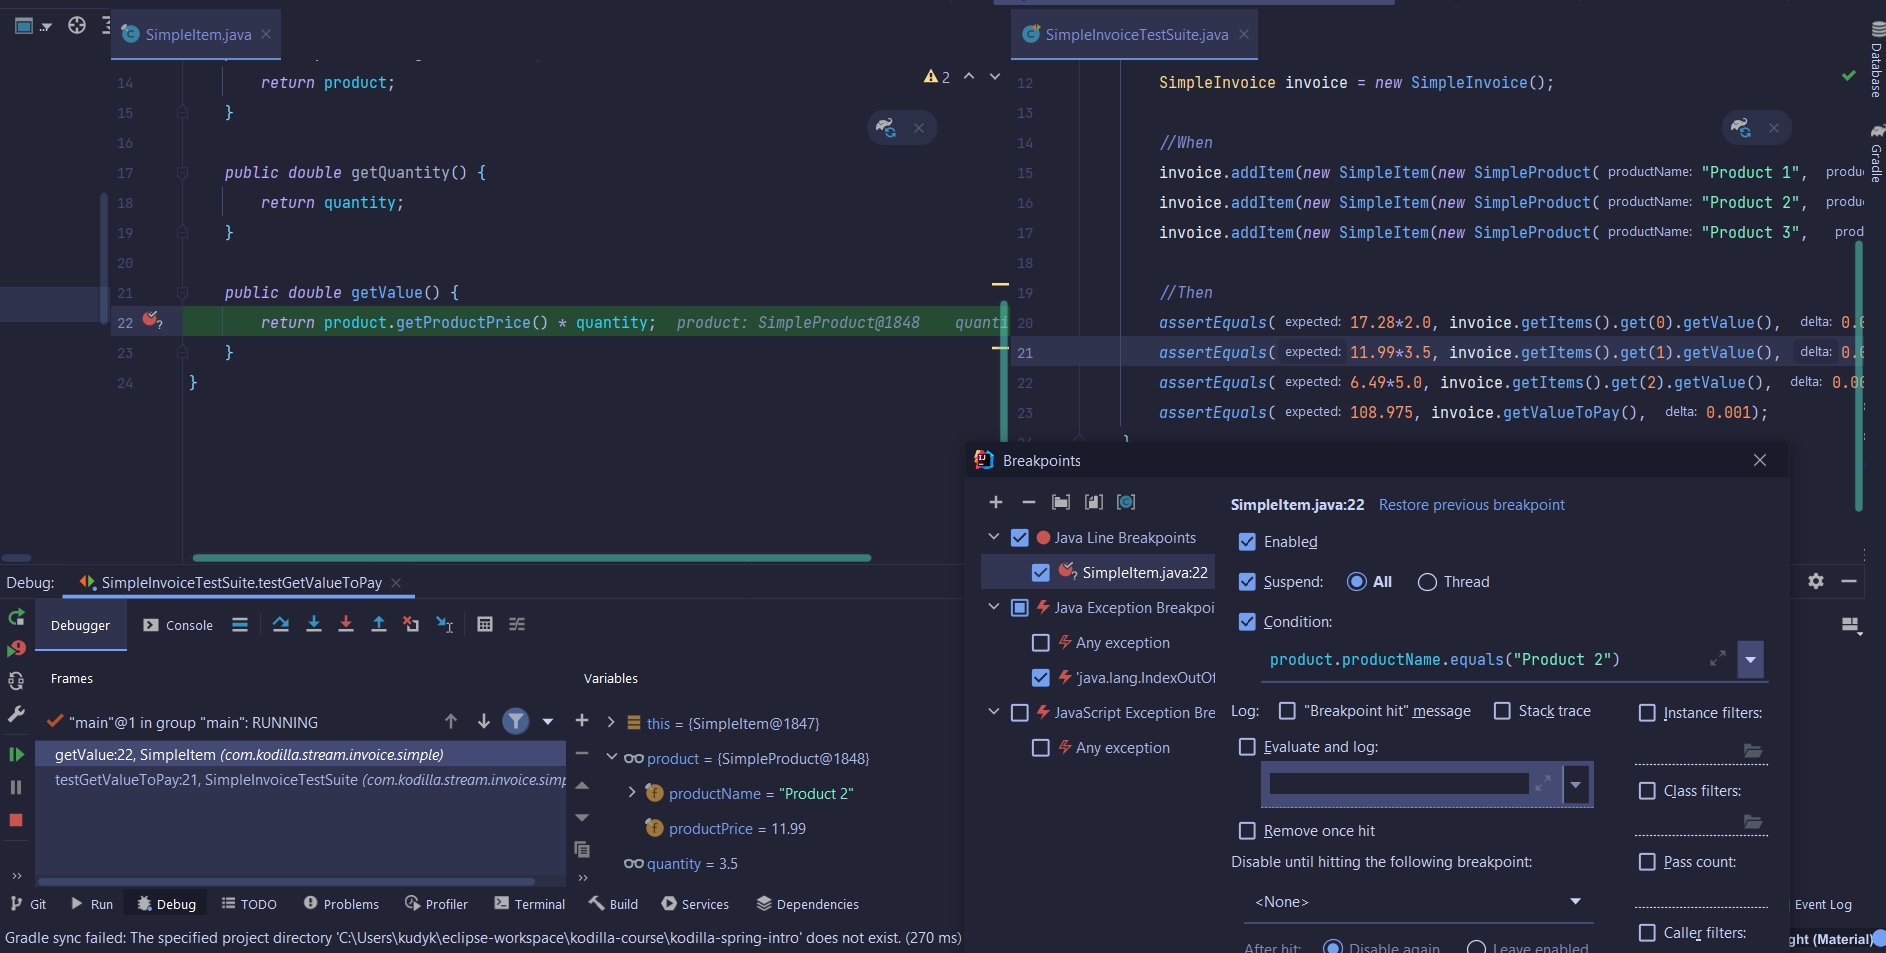 SimpleItem.java
14 return product;
15 }
16
17 public double getQuantity() {
18 return quantity;
19 }
20
21 public double getValue() {
22 return product.getProductPrice() * quantity; product: SimpleProduct@1848 quanti
23 }
24 }
2
SimpleInvoiceTestSuite.java
12 SimpleInvoice invoice = new SimpleInvoice();
13
14 //When
15 invoice.addItem(new SimpleItem(new SimpleProduct( productName: "Product 1", produ
16 invoice.addItem(new SimpleItem(new SimpleProduct( productName: "Product 2", produ
17 invoice.addItem(new SimpleItem(new SimpleProduct( productName: "Product 3", prod
18
19 //Then
20 assertEquals( expected: 17.28*2.0, invoice.getItems().get(0).getValue(), delta: 0.0
21 assertEquals( expected: 11.99*3.5, invoice.getItems().get(1).getValue(), delta: 0.0
22 assertEquals( expected: 6.49*5.0, invoice.getItems().get(2).getValue(), delta: 0.00
23 assertEquals( expected: 108.975, invoice.getValueToPay(), delta: 0.001);
}
Database
Gradle
Debug: SimpleInvoiceTestSuite.testGetValueToPay
Debugger
Console
Frames
Variables
"main"@1 in group "main": RUNNING
getValue:22, SimpleItem (com.kodilla.stream.invoice.simple)
testGetValueToPay:21, SimpleInvoiceTestSuite (com.kodilla.stream.invoice.simp
this = {SimpleItem@1847}
product = {SimpleProduct@1848}
productName = "Product 2"
productPrice = 11.99
quantity = 3.5
Breakpoints
Java Line Breakpoints
SimpleItem.java:22
Java Exception Breakpoi
Any exception
'java.lang.IndexOutOf
JavaScript Exception Bre
Any exception
SimpleItem.java:22 Restore previous breakpoint
Enabled
Suspend: All Thread
Condition:
product.productName.equals("Product 2")
Log: "Breakpoint hit" message Stack trace
Evaluate and log:
Remove once hit
Disable until hitting the following breakpoint:
<None>
After hit: Disable again Leave enabled
Instance filters:
Class filters:
Pass count:
Caller filters:
Git Run Debug TODO Problems Profiler Terminal Build Services Dependencies
Event Log
Gradle sync failed: The specified project directory 'C:\Users\kudyk\eclipse-workspace\kodilla-course\kodilla-spring-intro' does not exist. (270 ms)
ght (Material)